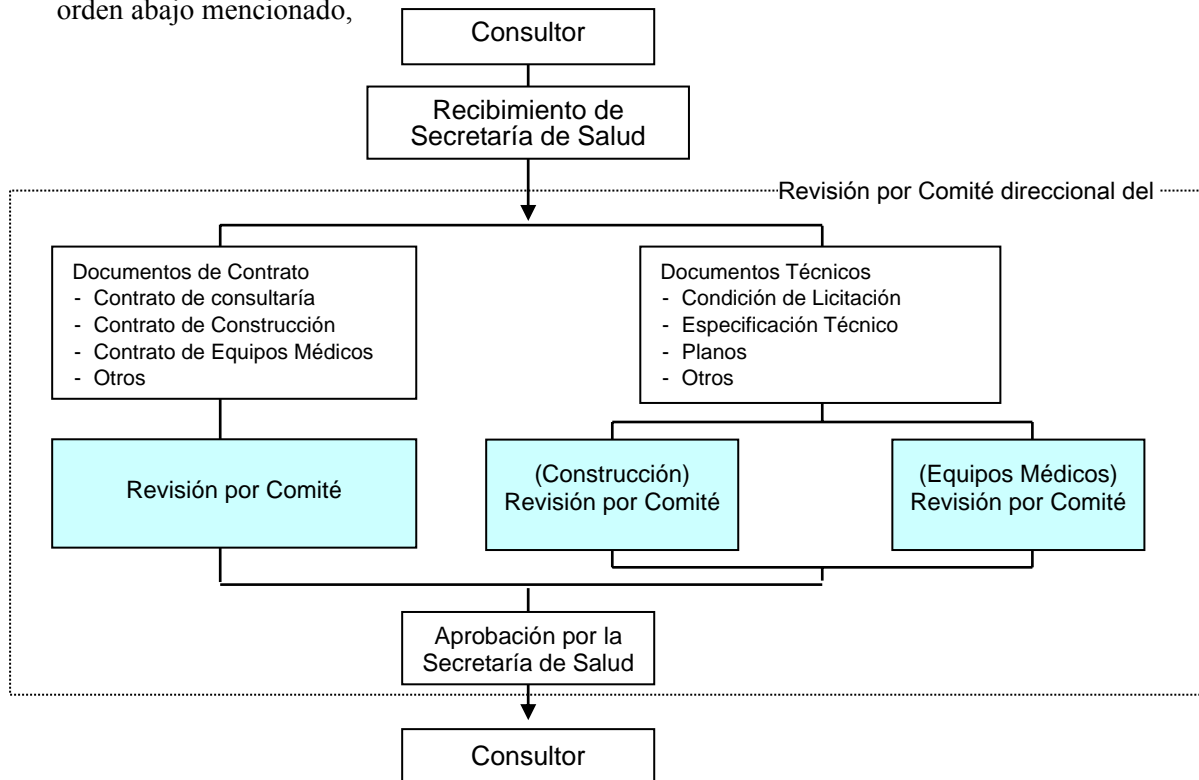 orden abajo mencionado,
Consultor
Recibimiento de
Secretaría de Salud
Revisión por Comité direccional del
Documentos de Contrato
- Contrato de consultaría
- Contrato de Construcción
- Contrato de Equipos Médicos
- Otros
Documentos Técnicos
- Condición de Licitación
- Especificación Técnico
- Planos
- Otros
Revisión por Comité
(Construcción)
Revisión por Comité
(Equipos Médicos)
Revisión por Comité
Aprobación por la
Secretaría de Salud
Consultor